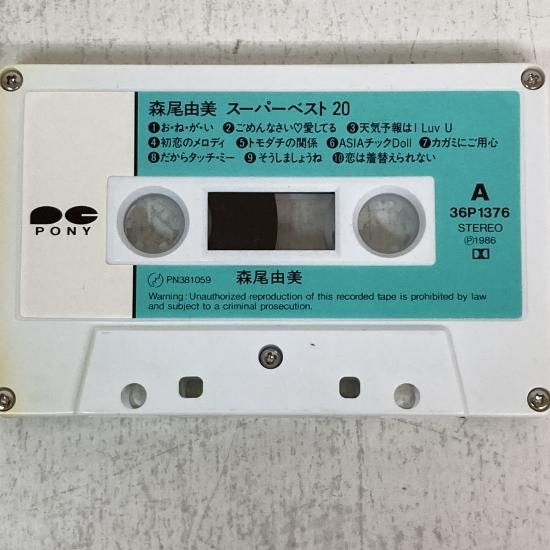 森尾由美 スーパーベスト20
❶お・ね・が・い ❷ごめんなさい♡愛してる ❸天気予報はI Luv U
❹初恋のメロディ ❺トモダチの関係 ❻ASIAチックDoll ❼カガミにご用心
❽だからタッチ・ミー ❾そうしましょうね ❿恋は着替えられない
A
36P1376
STEREO
Ⓟ1986
PONY
PN381059 森尾由美
Warning: Unauthorized reproduction of this recorded tape is prohibited by law
and subject to a criminal prosecution.